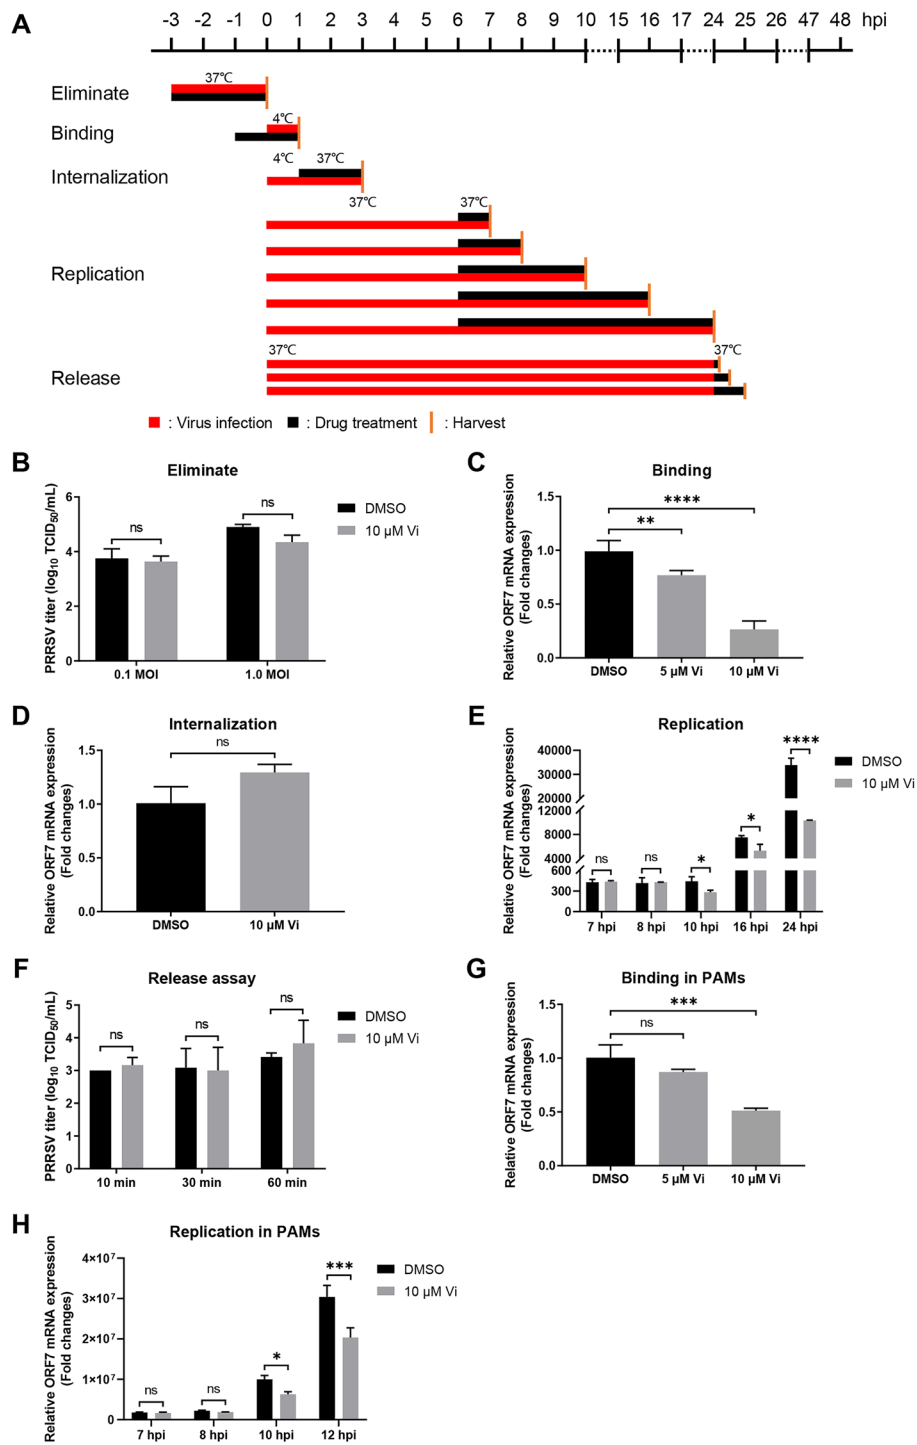 A
-3 -2 -1 0 1 2 3 4 5 6 7 8 9 10 15 16 17 24 25 26 47 48 hpi
37℃
Eliminate
4℃
Binding
4℃ 37℃
Internalization
37℃ 37℃
Replication
37℃ 37℃
Release
: Virus infection : Drug treatment : Harvest
B
Eliminate
PRRSV titer (log10 TCID50/mL)
6
4
2
0
ns
ns
0.1 MOI 1.0 MOI
DMSO
10 µM Vi
C
Binding
Relative ORF7 mRNA expression
(Fold changes)
1.5
1.0
0.5
0.0
****
**
DMSO 5 µM Vi 10 µM Vi
D
Internalization
Relative ORF7 mRNA expression
(Fold changes)
1.5
1.0
0.5
0.0
ns
DMSO 10 µM Vi
E
Replication
Relative ORF7 mRNA expression
(Fold changes)
40000
30000
20000
12000
8000
4000
600
300
0
ns ns * * ****
7 hpi 8 hpi 10 hpi 16 hpi 24 hpi
DMSO
10 µM Vi
F
Release assay
PRRSV titer (log10 TCID50/mL)
5
4
3
2
1
0
ns ns ns
10 min 30 min 60 min
DMSO
10 µM Vi
G
Binding in PAMs
Relative ORF7 mRNA expression
(Fold changes)
1.5
1.0
0.5
0.0
***
ns
DMSO 5 µM Vi 10 µM Vi
H
Replication in PAMs
Relative ORF7 mRNA expression
(Fold changes)
4×10⁷
3×10⁷
2×10⁷
1×10⁷
0
ns ns * ***
7 hpi 8 hpi 10 hpi 12 hpi
DMSO
10 µM Vi